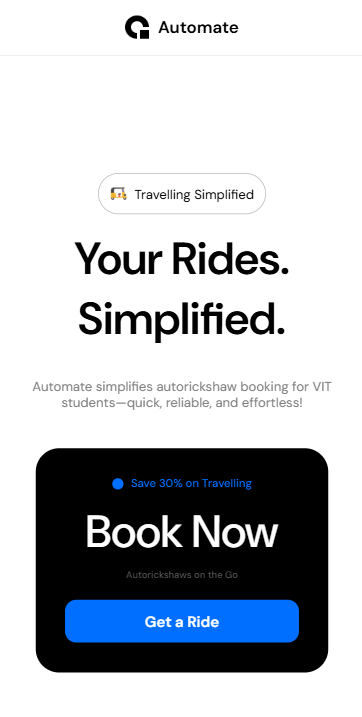 Automate
Travelling Simplified
Your Rides.
Simplified.
Automate simplifies autorickshaw booking for VIT
students—quick, reliable, and effortless!
Save 30% on Travelling
Book Now
Autorickshaws on the Go
Get a Ride